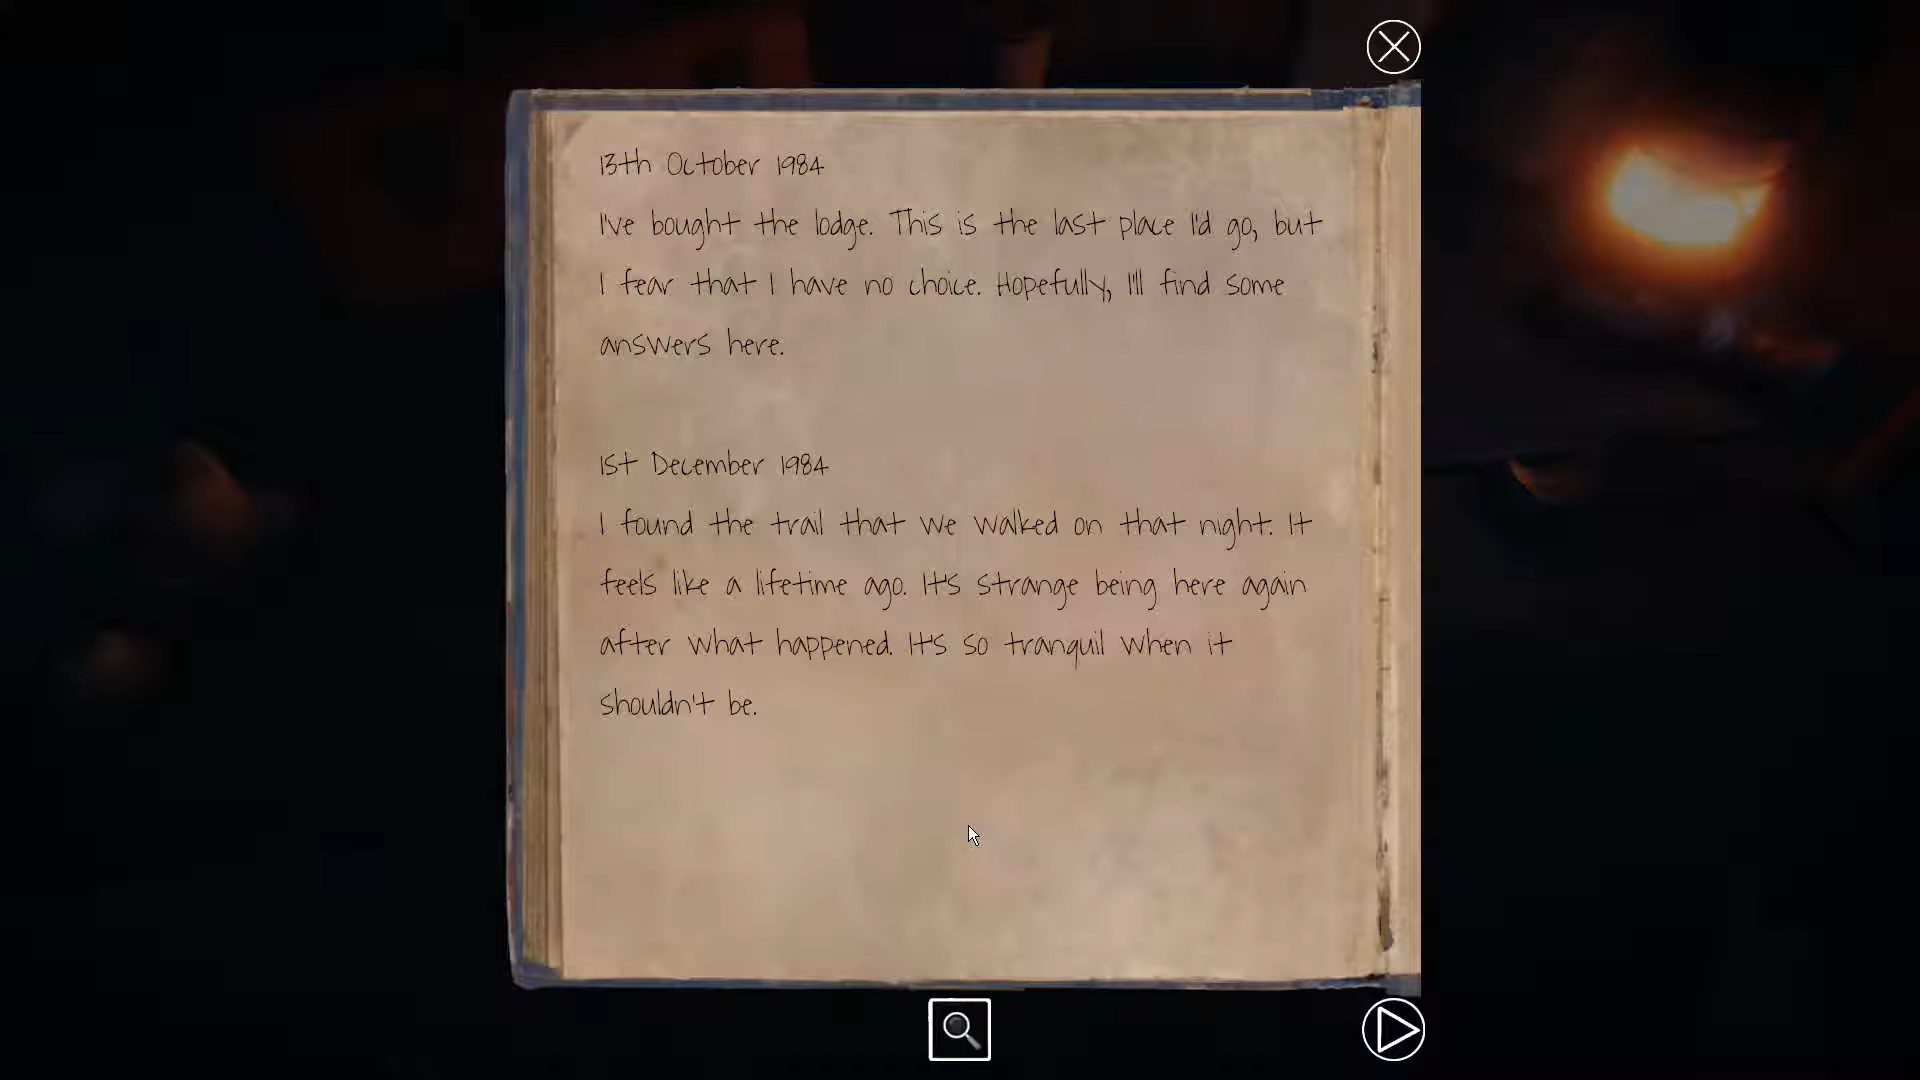 13th October 1984
I've bought the lodge. This is the last place I'd go, but
I fear that I have no choice. Hopefully, I'll find some
answers here.
1st December 1984
I found the trail that we walked on that night. It
feels like a lifetime ago. It's strange being here again
after what happened. It's so tranquil when it
shouldn't be.